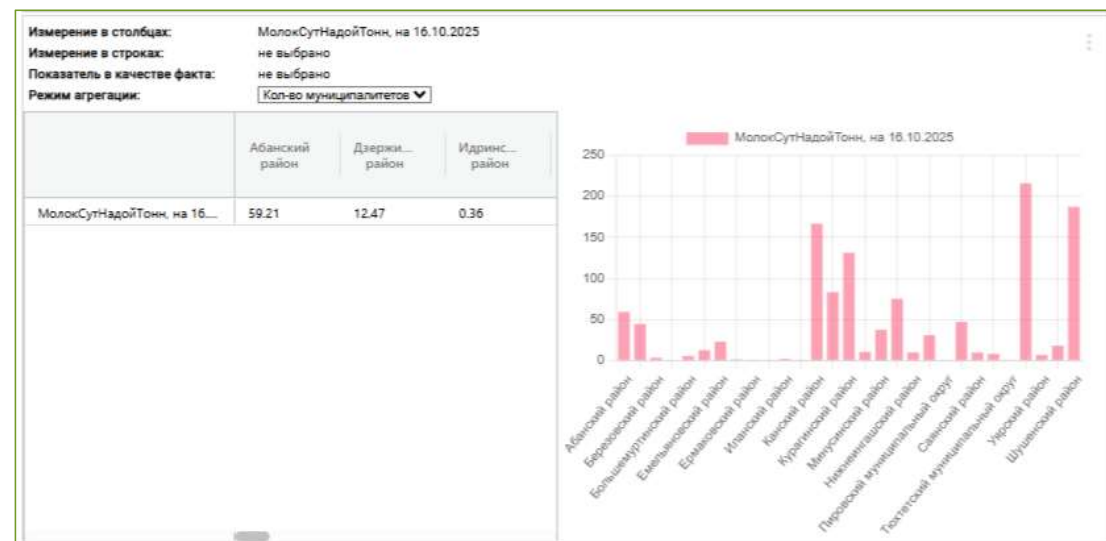 Измерение в столбцах: МолокСутНадойТонн, на 16.10.2025
Измерение в строках: не выбрано
Показатель в качестве факта: не выбрано
Режим агрегации: Кол-во муниципалитетов
Абанский район
Дзержи... район
Идринс... район
МолокСутНадойТонн, на 16.... 59.21 12.47 0.36
МолокСутНадойТонн, на 16.10.2025
250
200
150
100
50
0
Абанский район
Березовский район
Большемуртинский район
Емельяновский район
Ермаковский район
Иланский район
Канский район
Курагинский район
Минусинский район
Нижнеингашский район
Пировский муниципальный округ
Саянский район
Тюхтетский муниципальный округ
Ужрский район
Шушенский район